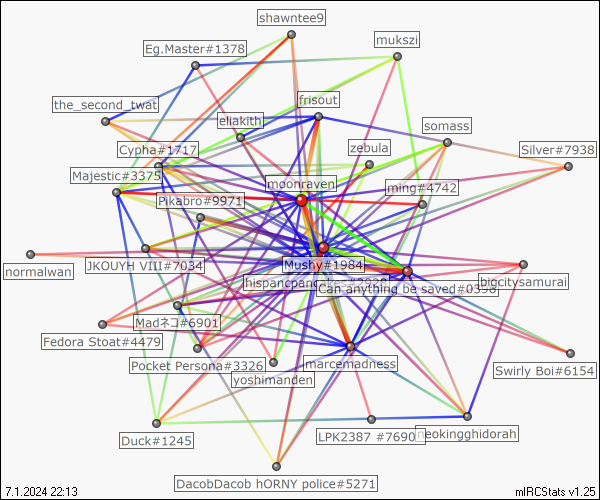 shawntee9
mukszi
Eg.Master#1378
the_second_twat
frisout
eliakith
somass
Cypha#1717
zebula
Silver#7938
Majestic#3375
moonraven
ming#4742
Pikabro#9971
normalwan
JKOUYH VIII#7034
Mushy#1984
bigcitysamurai
Can anything be saved#0398
Madネコ#6901
Fedora Stoat#4479
Pocket Persona#3326
marcemadness
Swirly Boi#6154
yoshimanden
Duck#1245
LPK2387 #7690
neokingghidorah
DacobDacob hORNY police#5271
7.1.2024 22:13
mIRCStats v1.25